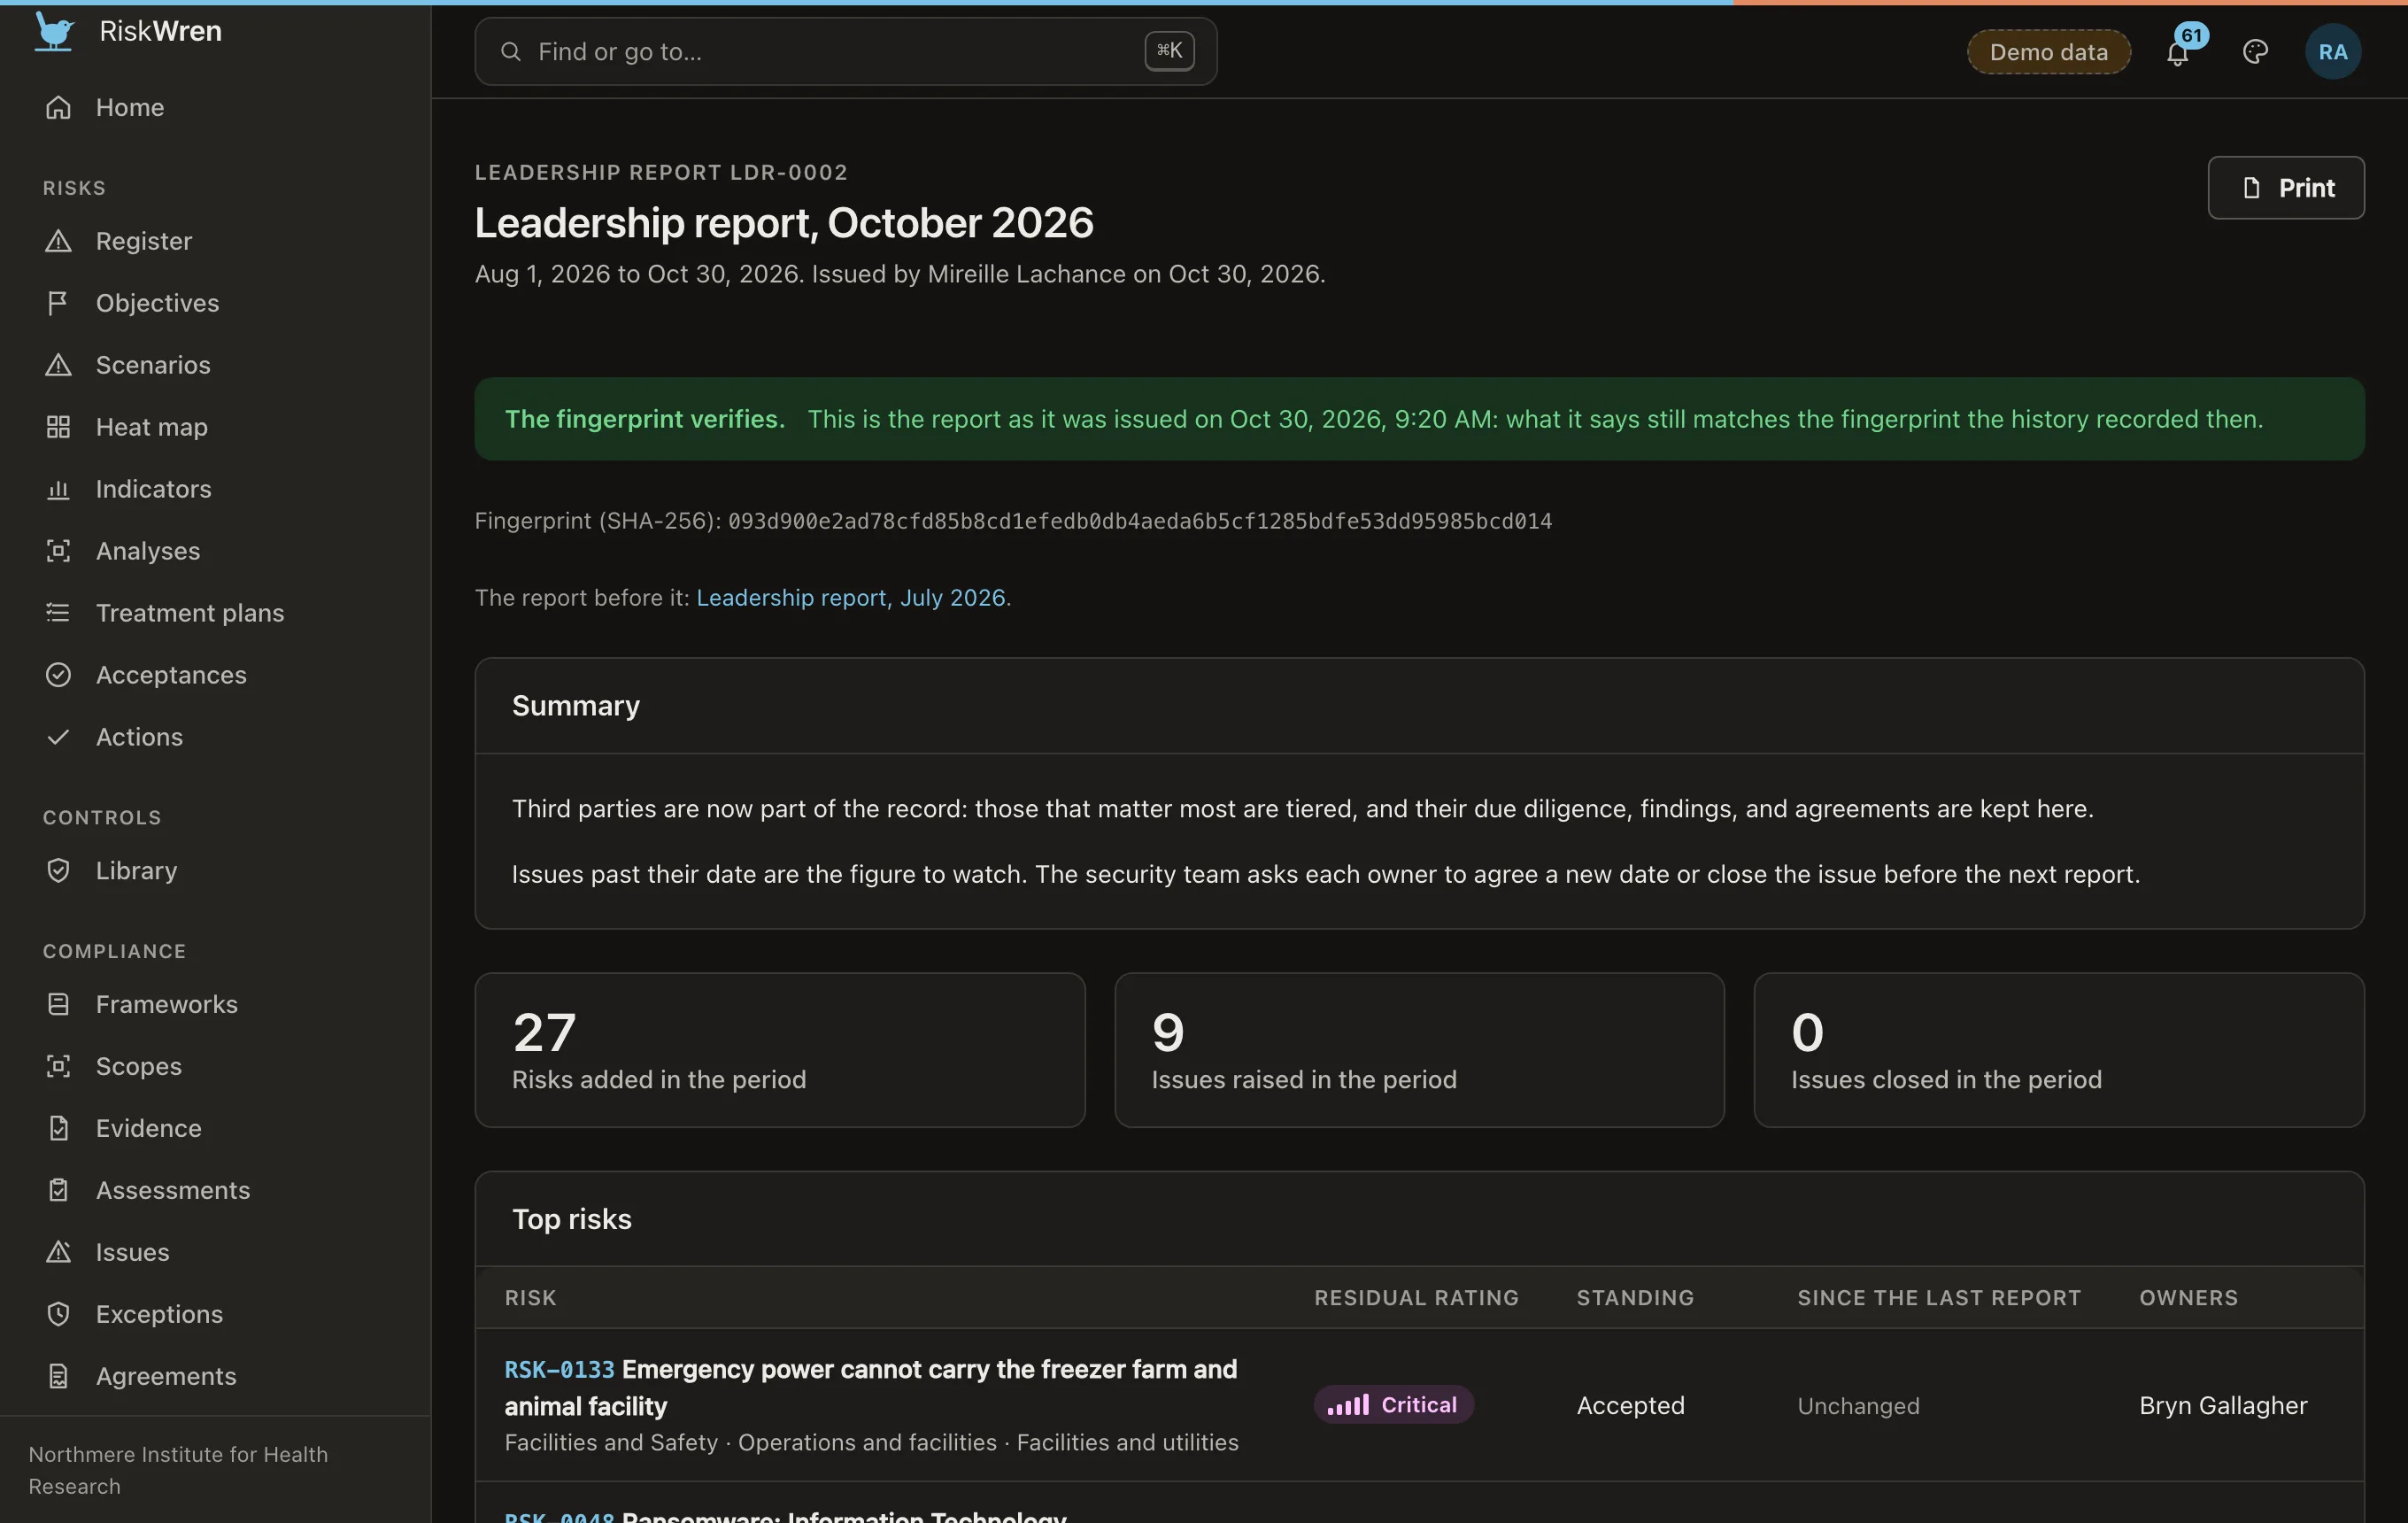 RiskWren
Find or go to...
⌘K
Demo data
61
RA
Home
RISKS
Register
Objectives
Scenarios
Heat map
Indicators
Analyses
Treatment plans
Acceptances
Actions
CONTROLS
Library
COMPLIANCE
Frameworks
Scopes
Evidence
Assessments
Issues
Exceptions
Agreements
Northmere Institute for Health
Research
LEADERSHIP REPORT LDR-0002
Leadership report, October 2026
Aug 1, 2026 to Oct 30, 2026. Issued by Mireille Lachance on Oct 30, 2026.
Print
The fingerprint verifies. This is the report as it was issued on Oct 30, 2026, 9:20 AM: what it says still matches the fingerprint the history recorded then.
Fingerprint (SHA-256): 093d900e2ad78cfd85b8cd1efedb0db4aeda6b5cf1285bdfe53dd95985bcd014
The report before it: Leadership report, July 2026.
Summary
Third parties are now part of the record: those that matter most are tiered, and their due diligence, findings, and agreements are kept here.
Issues past their date are the figure to watch. The security team asks each owner to agree a new date or close the issue before the next report.
27
Risks added in the period
9
Issues raised in the period
0
Issues closed in the period
Top risks
RISK RESIDUAL RATING STANDING SINCE THE LAST REPORT OWNERS
RSK-0133 Emergency power cannot carry the freezer farm and
animal facility
Facilities and Safety · Operations and facilities · Facilities and utilities
Critical
Accepted
Unchanged
Bryn Gallagher
RSK-0048 Ransomware: Information Technology